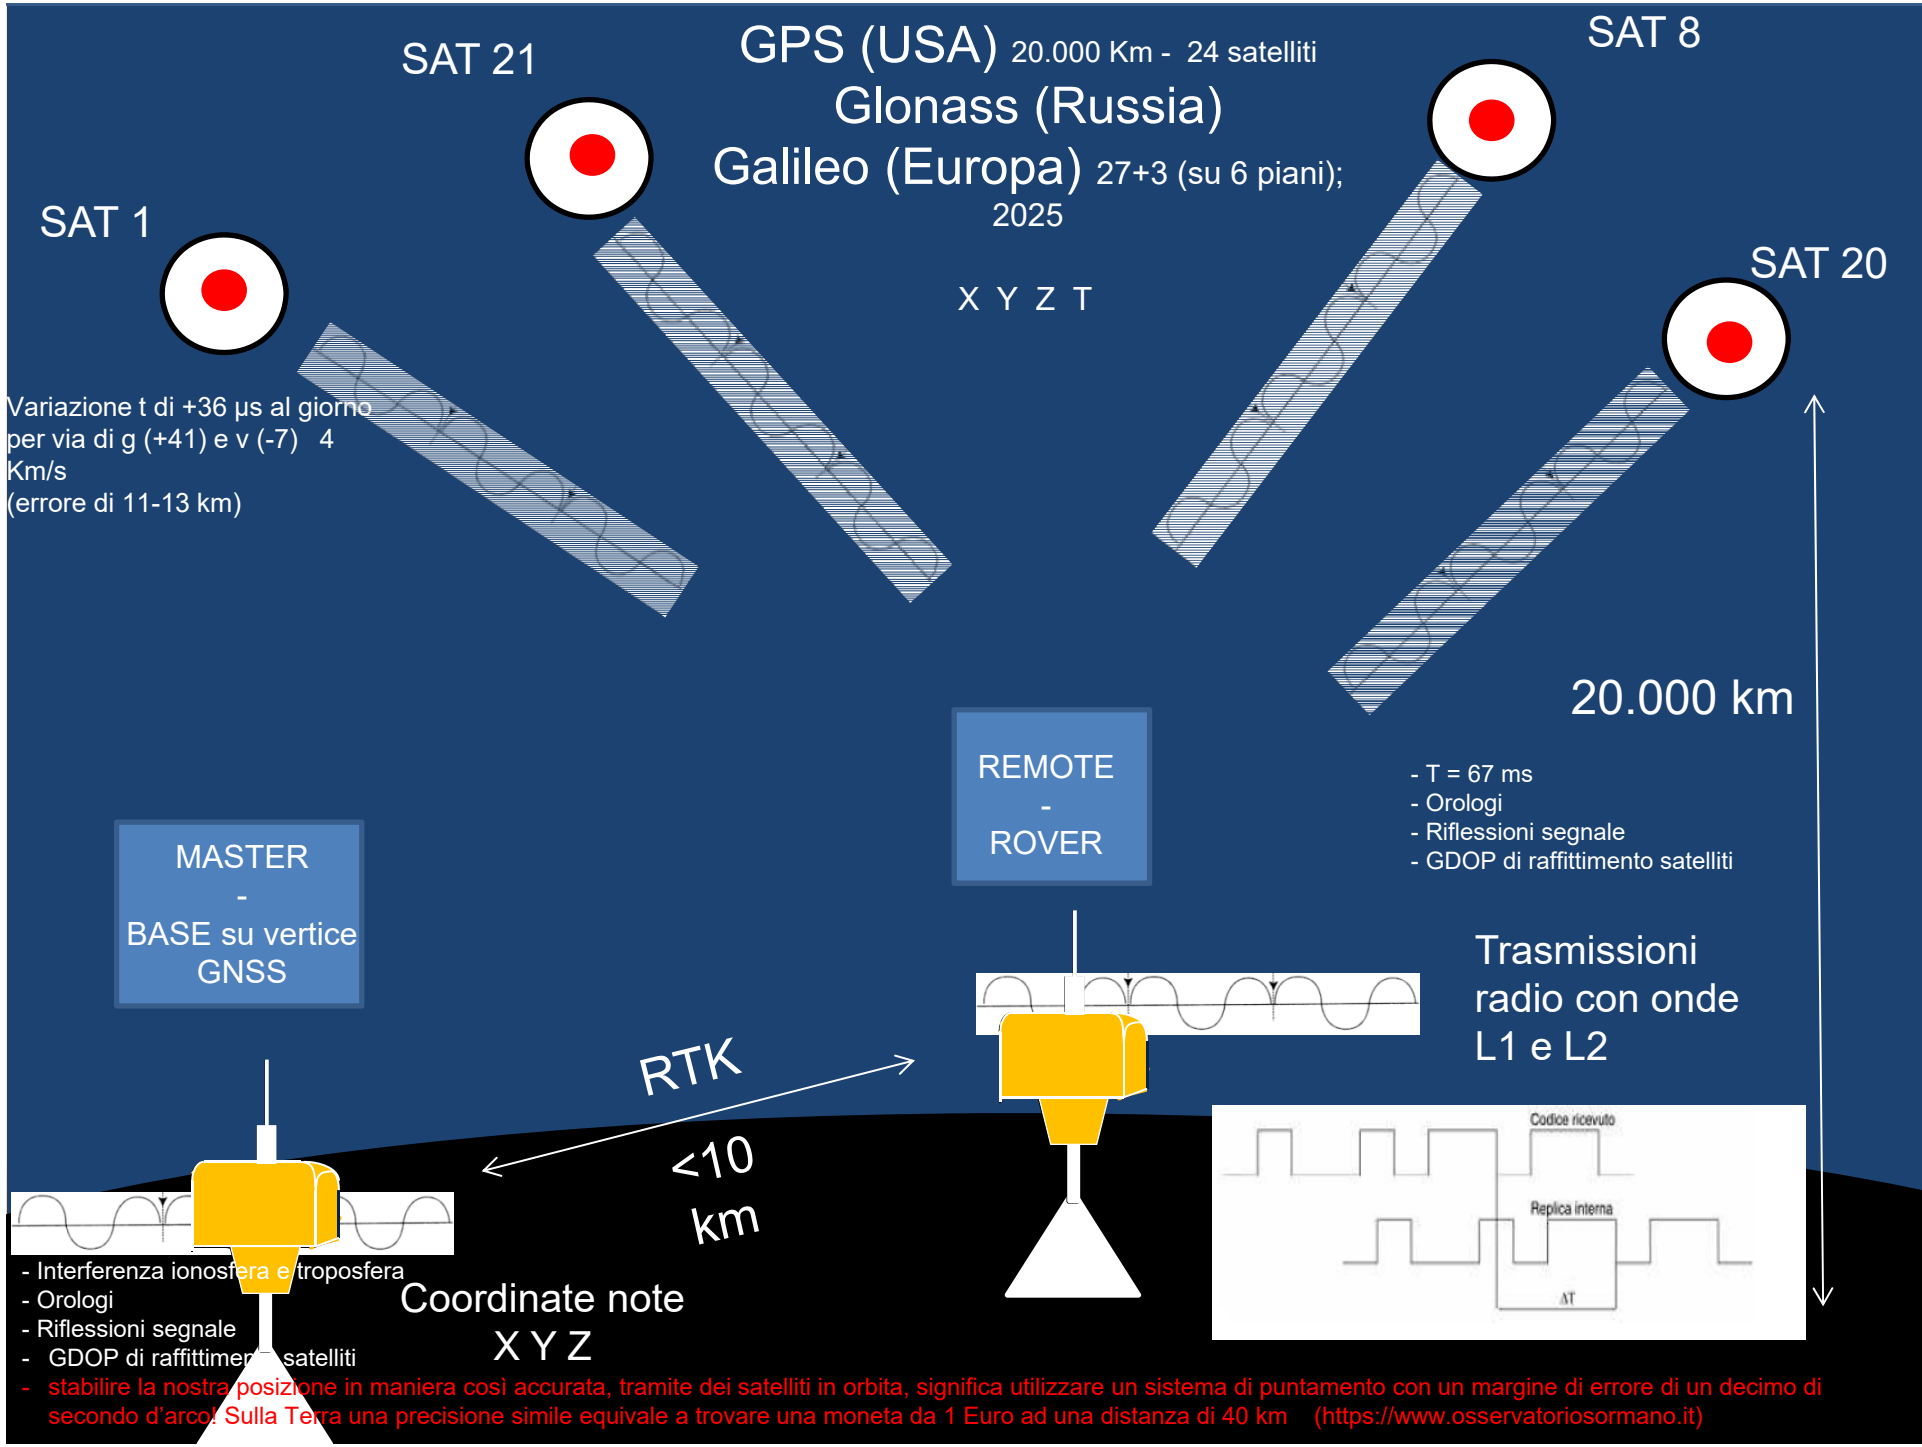 SAT 21
GPS (USA) 20.000 Km -  24 satelliti
SAT 8
Glonass (Russia)
Galileo (Europa) 27+3 (su 6 piani);
2025
SAT 1
SAT 20
X Y Z T
Variazione t di +36 µs al giorno
per via di g (+41) e v (-7)   4
Km/s
(errore di 11-13 km)
20.000 km
REMOTE
-
ROVER
- T = 67 ms
- Orologi
- Riflessioni segnale
- GDOP di raffittimento satelliti
MASTER
-
BASE su vertice
GNSS
Trasmissioni
radio con onde
L1 e L2
RTK
<10
km
Codice ricevuto
Replica interna
ΔT
- Interferenza ionosfera e troposfera
- Orologi
- Riflessioni segnale
-  GDOP di raffittimento satelliti
Coordinate note
X Y Z
-  stabilire la nostra posizione in maniera così accurata, tramite dei satelliti in orbita, significa utilizzare un sistema di puntamento con un margine di errore di un decimo di
secondo d'arco! Sulla Terra una precisione simile equivale a trovare una moneta da 1 Euro ad una distanza di 40 km    (https://www.osservatoriosormano.it)